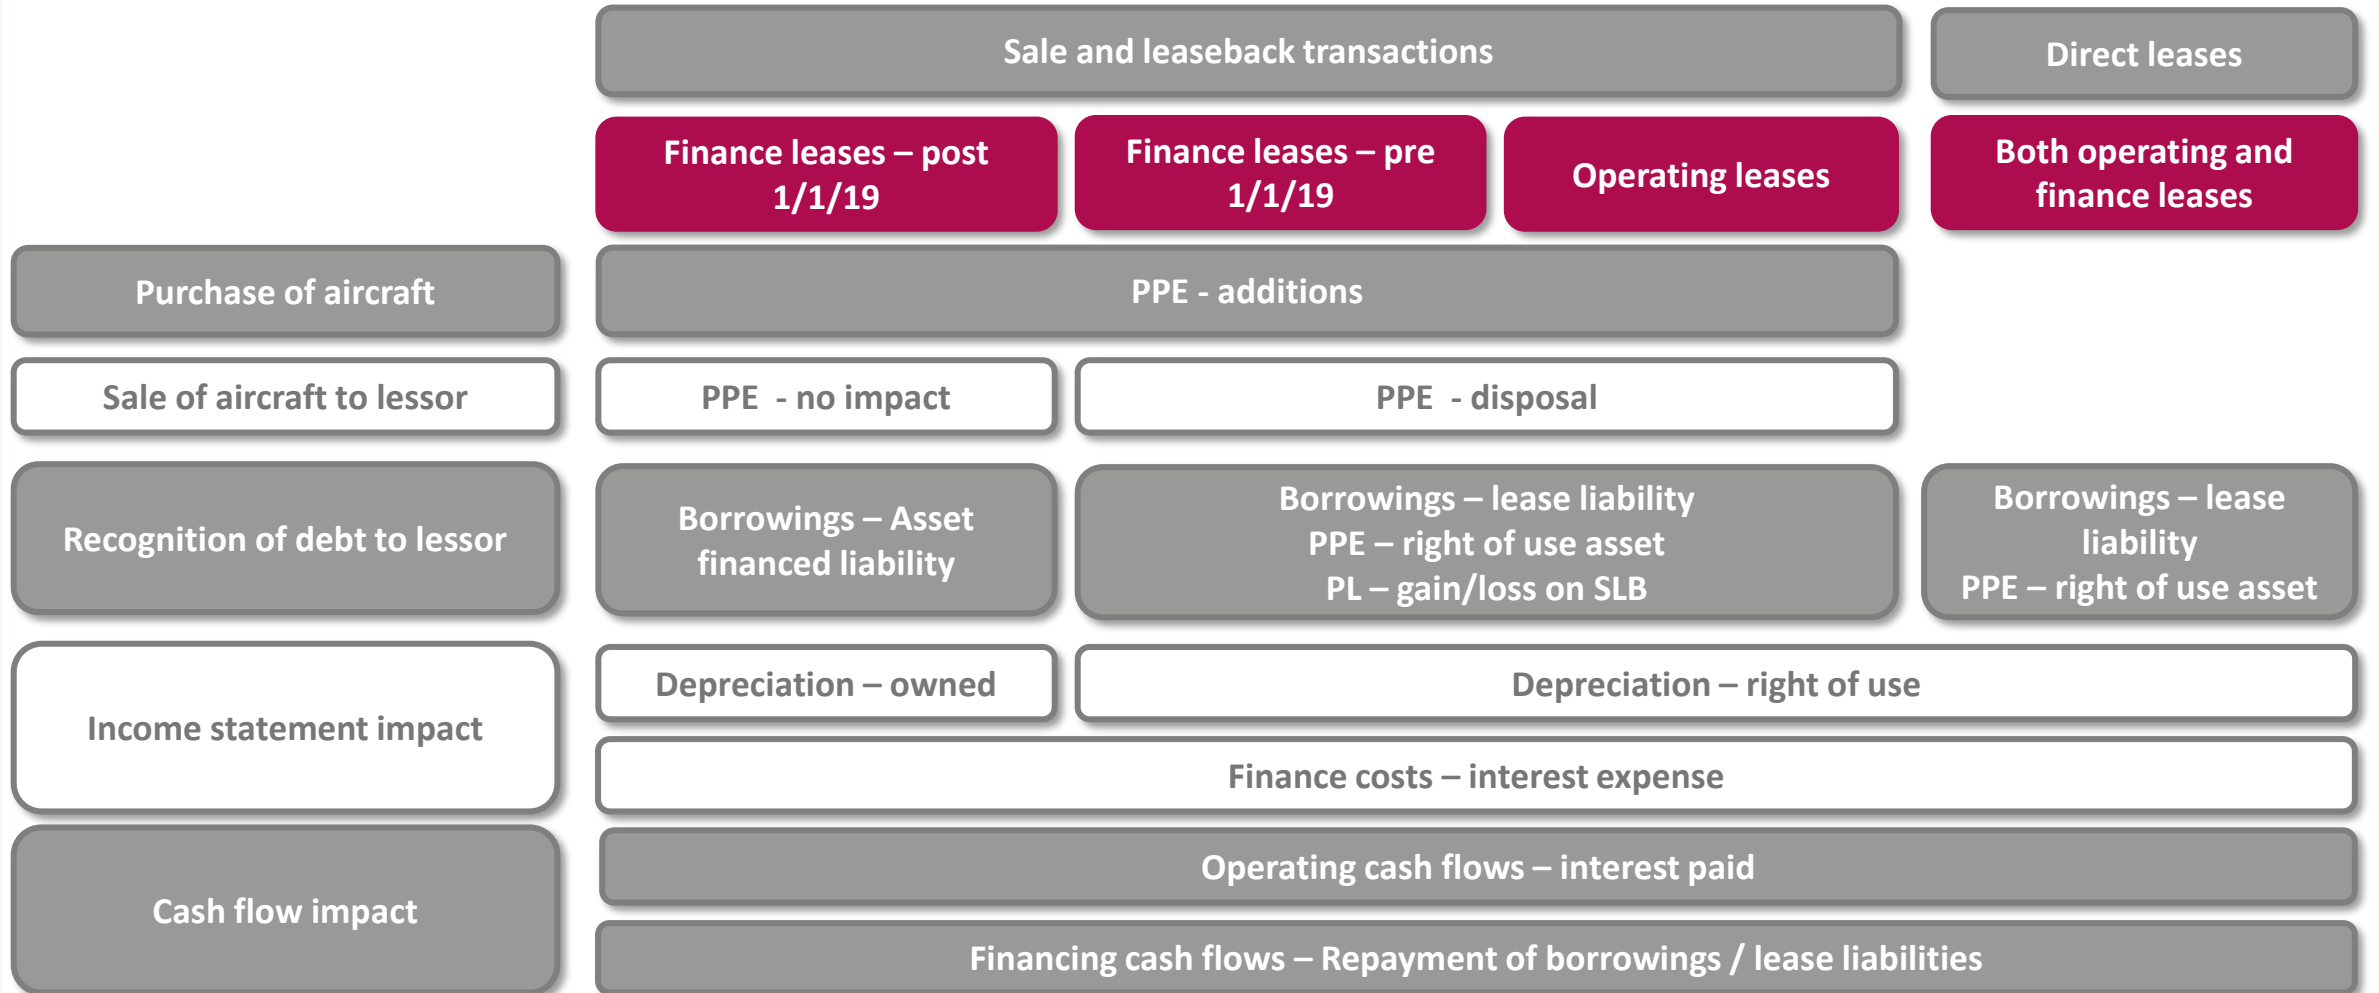 Sale and leaseback transactions
Direct leases
Finance leases – post
1/1/19
Finance leases – pre
1/1/19
Operating leases
Both operating and
finance leases
Purchase of aircraft
PPE - additions
Sale of aircraft to lessor
PPE  - no impact
PPE  - disposal
Recognition of debt to lessor
Borrowings – Asset
financed liability
Borrowings – lease liability
PPE – right of use asset
PL – gain/loss on SLB
Borrowings – lease
liability
PPE – right of use asset
Income statement impact
Depreciation – owned
Depreciation – right of use
Finance costs – interest expense
Cash flow impact
Operating cash flows – interest paid
Financing cash flows – Repayment of borrowings / lease liabilities